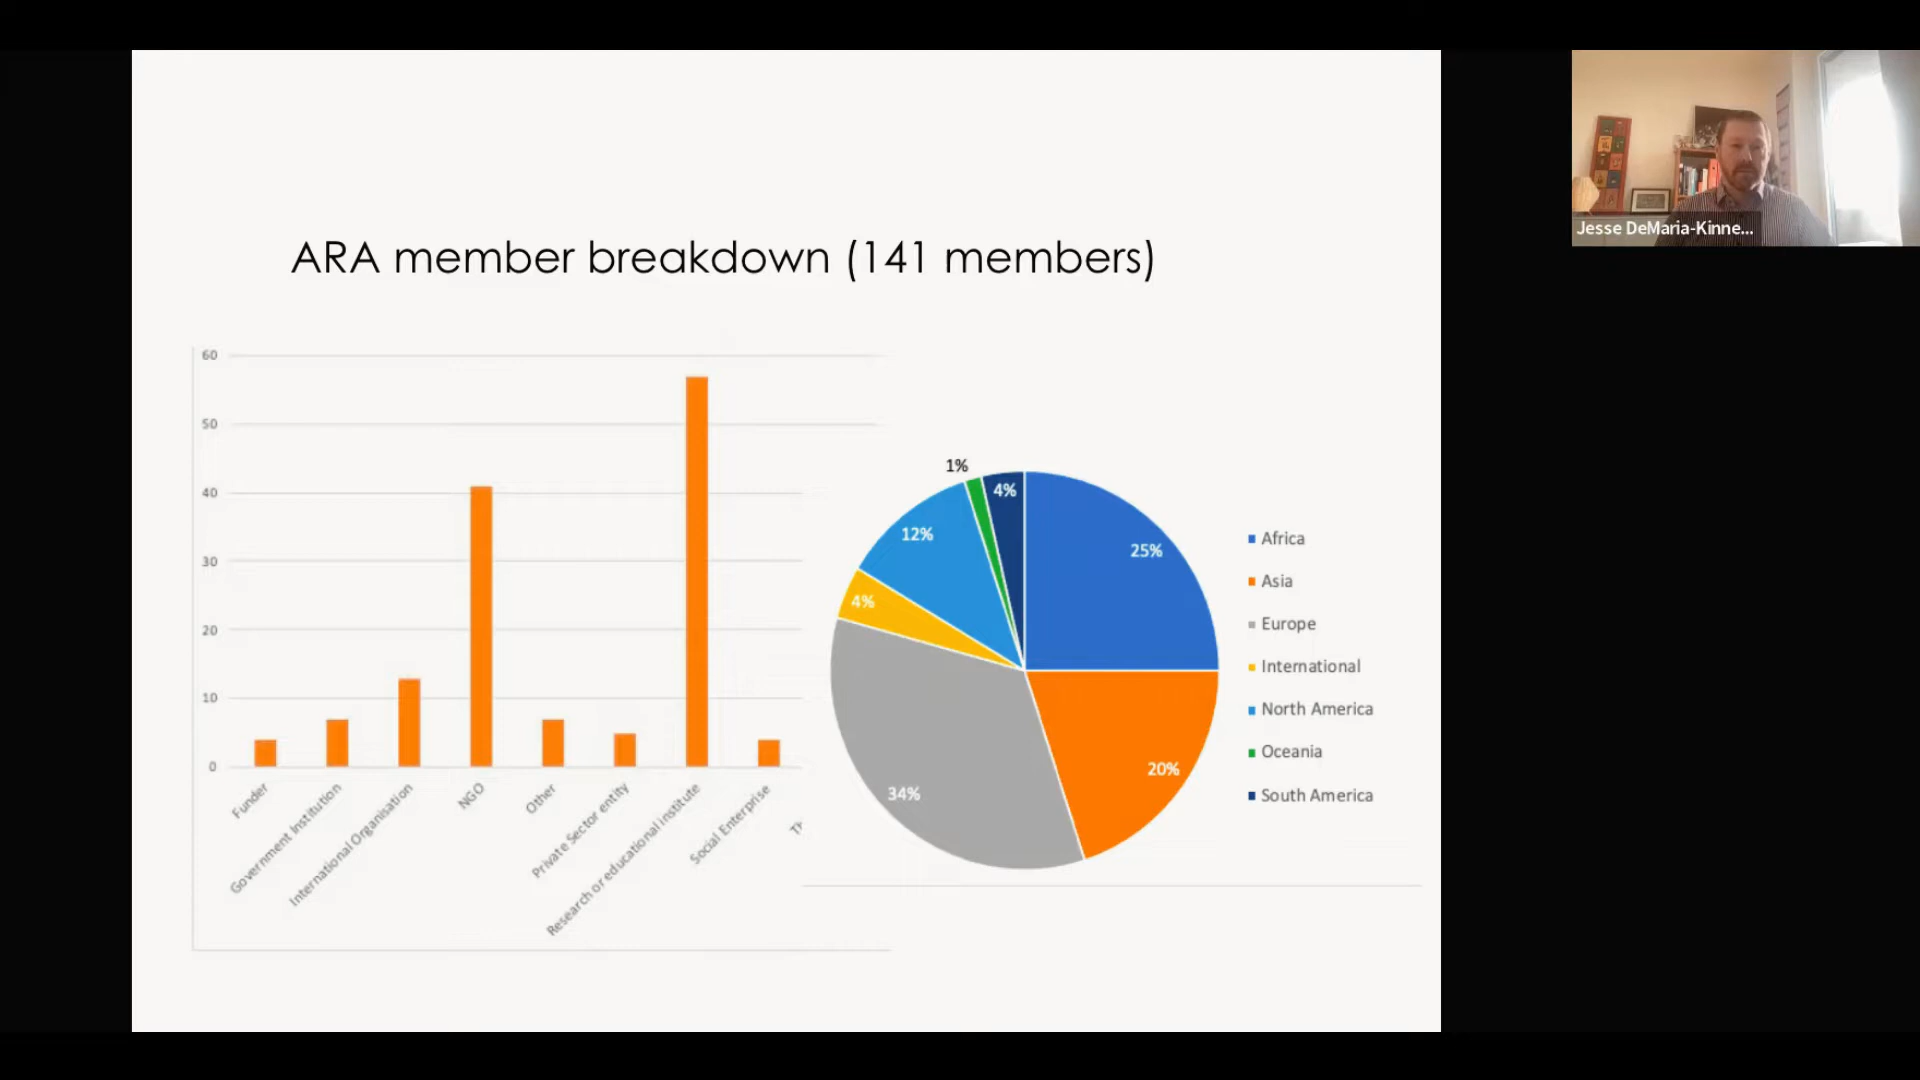 ARA member breakdown (141 members)
60
50
40
30
20
10
0
Funder
Government Institution
International Organisation
NGO
Other
Private Sector entity
Research or educational institute
Social Enterprise
1%
4%
25%
12%
4%
20%
34%
Africa
Asia
Europe
International
North America
Oceania
South America
Jesse DeMaria-Kinne...